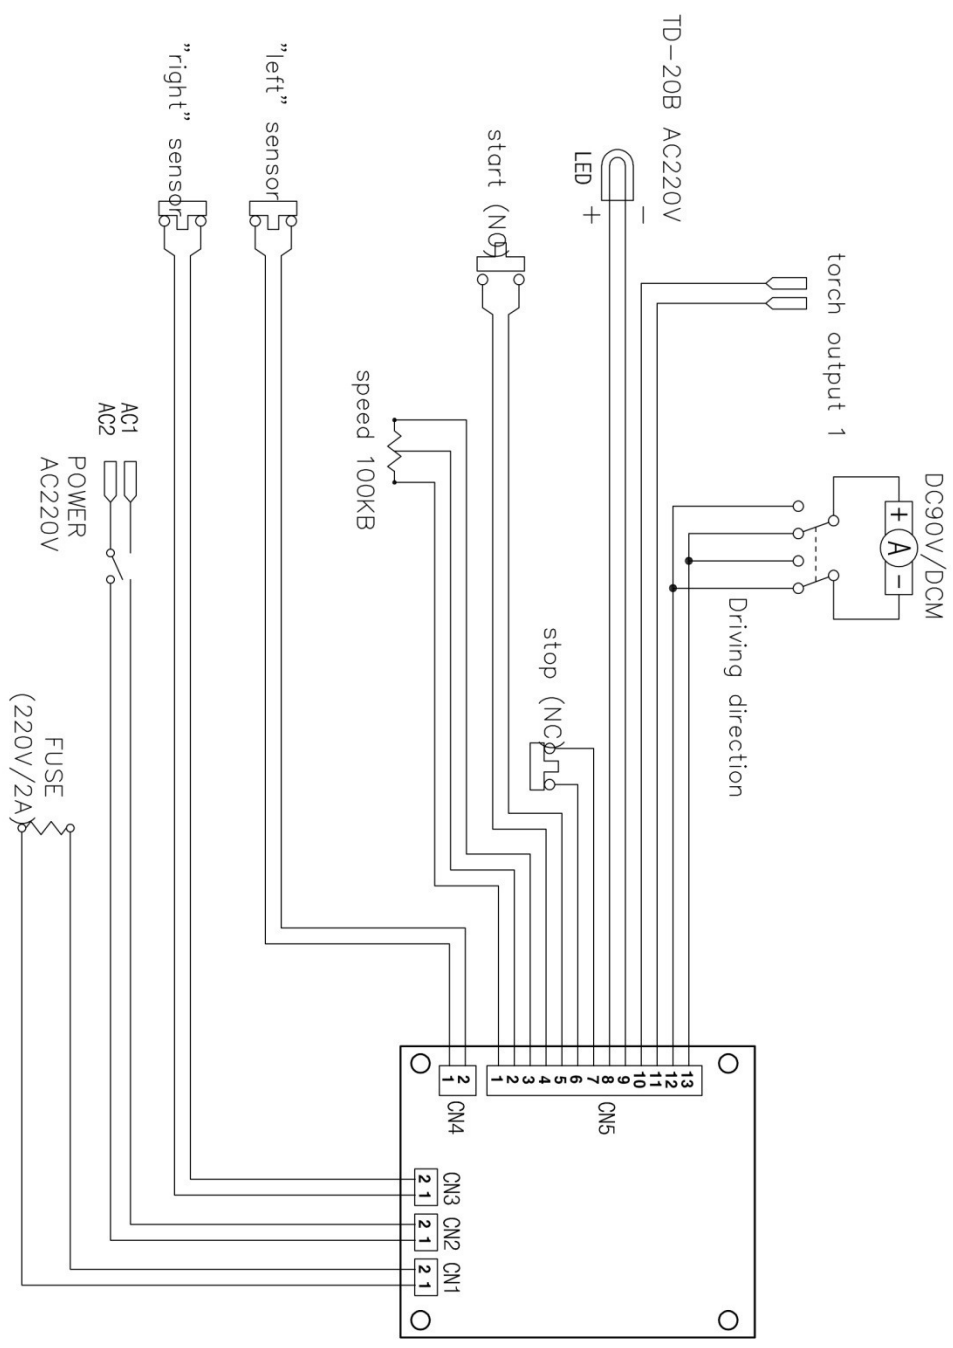 DC90V/DCM
+ A -
torch output 1
Driving direction
TD-20B AC220V
-
+
LED
13
12
11
10
9
8
7
6
5
4
3
2
1
CN5
stop (NC)
start (NO)
2
1
CN4
speed 100KB
CN3
2 1
CN2
2 1
CN1
2 1
"left" sensor
"right" sensor
AC1
AC2
POWER
AC220V
FUSE
(220V/2A)